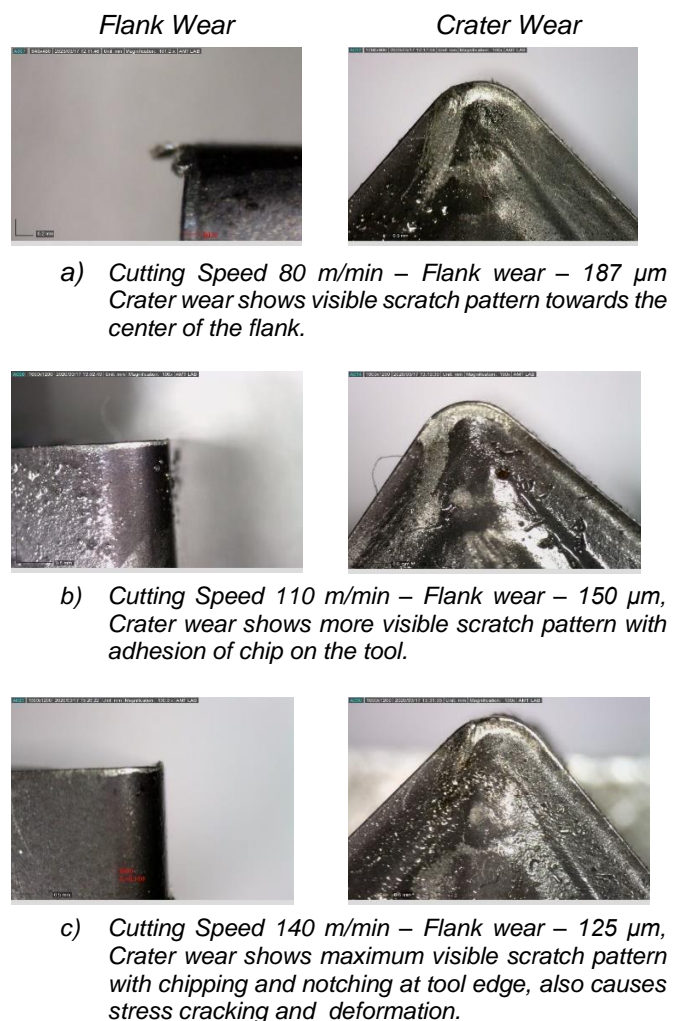 Flank Wear
Crater Wear
a) Cutting Speed 80 m/min – Flank wear – 187 µm
Crater wear shows visible scratch pattern towards the
center of the flank.
b) Cutting Speed 110 m/min – Flank wear – 150 µm,
Crater wear shows more visible scratch pattern with
adhesion of chip on the tool.
c) Cutting Speed 140 m/min – Flank wear – 125 µm,
Crater wear shows maximum visible scratch pattern
with chipping and notching at tool edge, also causes
stress cracking and deformation.